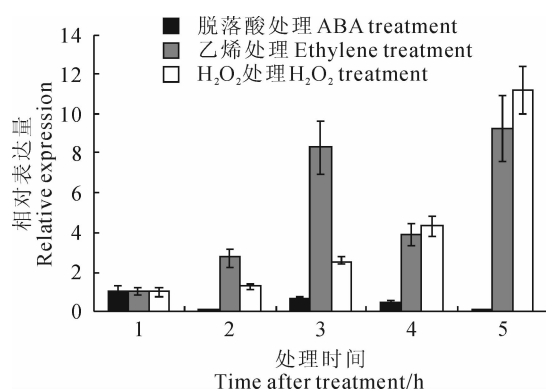 脱落酸处理 ABA treatment
乙烯处理 Ethylene treatment
H₂O₂处理 H₂O₂ treatment
相对表达量
Relative expression
14
12
10
8
6
4
2
0
1 2 3 4 5
处理时间
Time after treatment/h